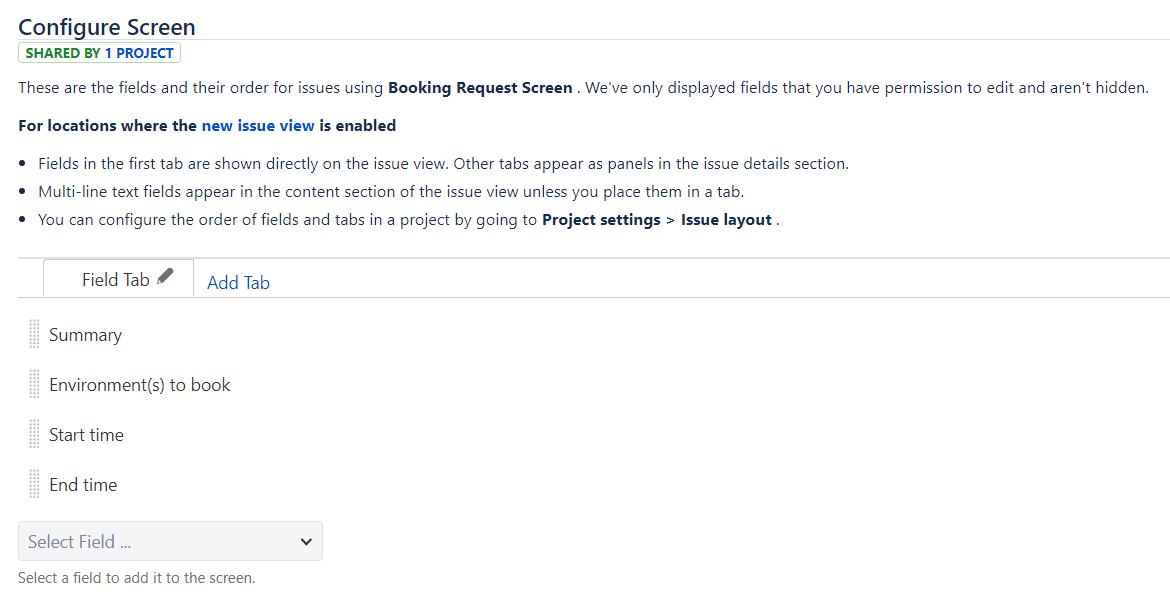 Configure Screen
SHARED BY 1 PROJECT
These are the fields and their order for issues using Booking Request Screen . We've only displayed fields that you have permission to edit and aren't hidden.
For locations where the new issue view is enabled
Fields in the first tab are shown directly on the issue view. Other tabs appear as panels in the issue details section.
Multi-line text fields appear in the content section of the issue view unless you place them in a tab.
You can configure the order of fields and tabs in a project by going to Project settings > Issue layout .
Field Tab Add Tab
Summary
Environment(s) to book
Start time
End time
Select Field ...
Select a field to add it to the screen.